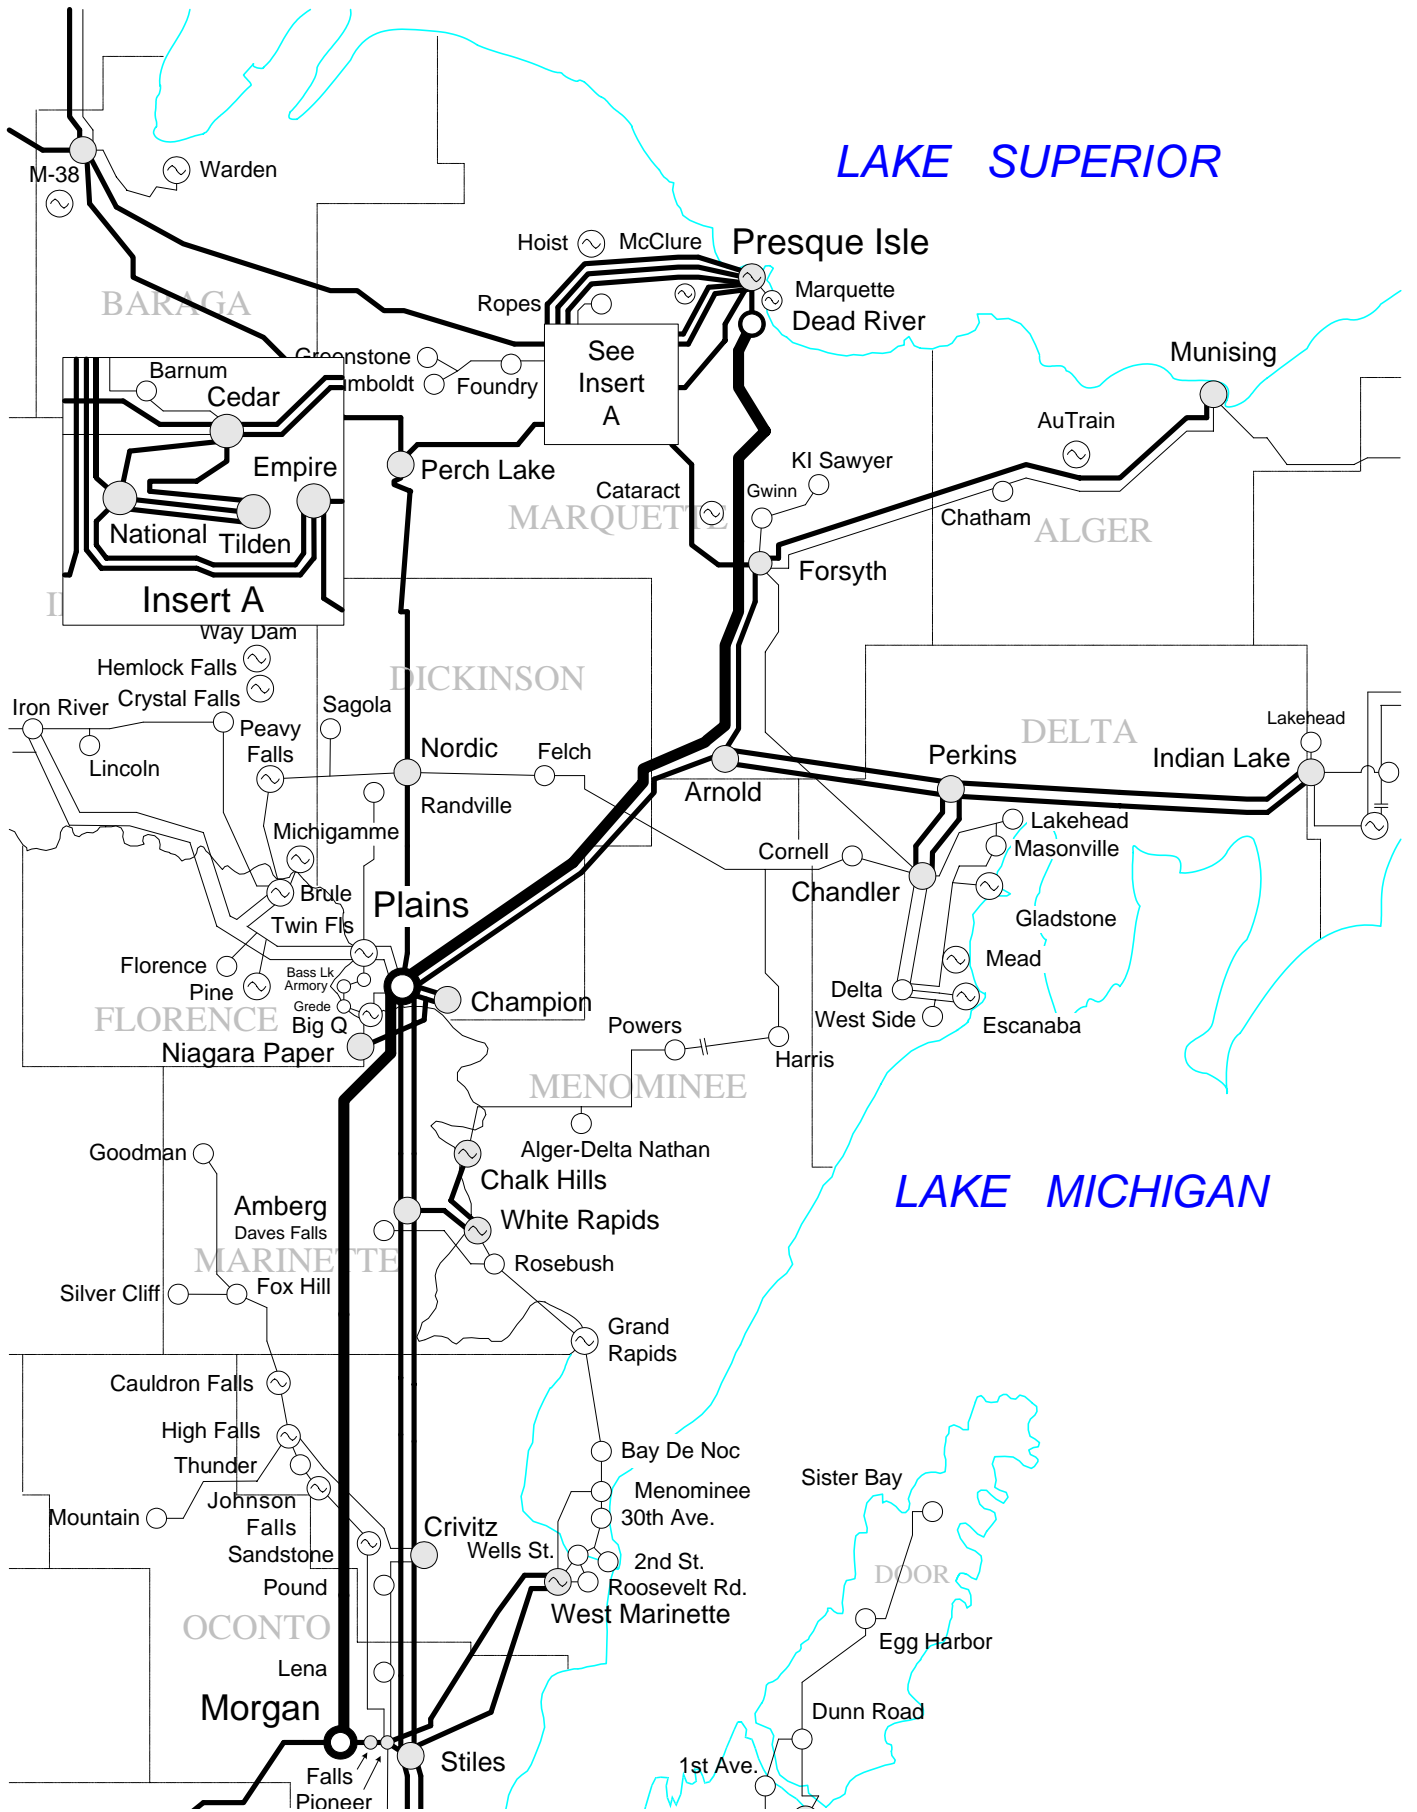 LAKE SUPERIOR
M-38
Warden
Hoist
McClure
Presque Isle
BARAGA
Ropes
Marquette
Dead River
See
Insert
A
Munising
Greenstone
Humboldt
Foundry
Barnum
Cedar
AuTrain
Empire
Perch Lake
KI Sawyer
Cataract
Gwinn
MARQUETTE
Chatham
ALGER
National
Tilden
Forsyth
Insert A
Way Dam
Hemlock Falls
Crystal Falls
DICKINSON
Iron River
Sagola
Peavy
Falls
Lakehead
DELTA
Lincoln
Nordic
Felch
Perkins
Indian Lake
Randville
Arnold
Michigamme
Lakehead
Masonville
Cornell
Brule
Plains
Chandler
Twin Fls
Gladstone
Florence
Bass Lk
Armory
Mead
Pine
Grede
Champion
Delta
FLORENCE
Big Q
West Side
Escanaba
Niagara Paper
Powers
Harris
MENOMINEE
Goodman
Alger-Delta Nathan
Chalk Hills
LAKE MICHIGAN
Amberg
Daves Falls
White Rapids
MARINETTE
Rosebush
Silver Cliff
Fox Hill
Grand
Rapids
Cauldron Falls
High Falls
Bay De Noc
Thunder
Sister Bay
Menominee
Johnson
Falls
Mountain
30th Ave.
Crivitz
Sandstone
Wells St.
2nd St.
Pound
Roosevelt Rd.
DOOR
West Marinette
OCONTO
Egg Harbor
Lena
Morgan
Dunn Road
Stiles
1st Ave.
Falls
Pioneer